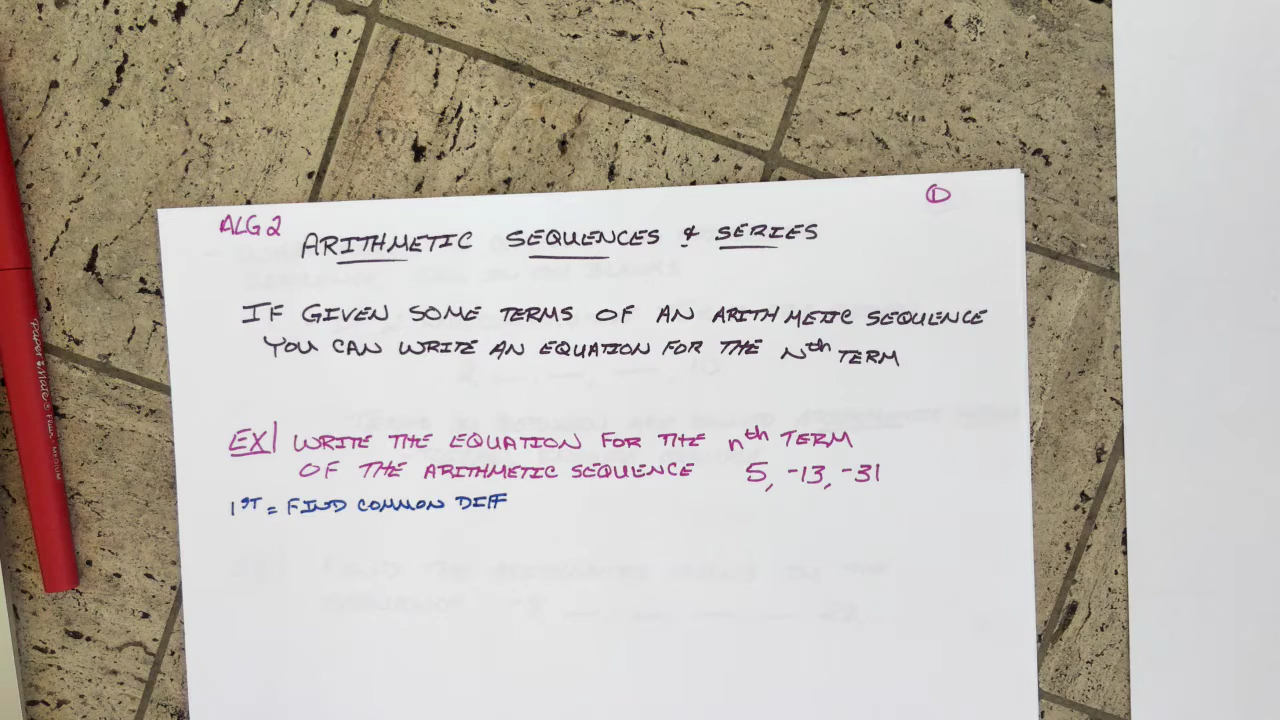 ALG 2
①
ARITHMETIC SEQUENCES & SERIES
IF GIVEN SOME TERMS OF AN ARITHMETIC SEQUENCE
YOU CAN WRITE AN EQUATION FOR THE Nth TERM
EX| WRITE THE EQUATION FOR THE nth TERM
OF THE ARITHMETIC SEQUENCE 5, -13, -31
1ST = FIND COMMON DIFF
Paper:Mate